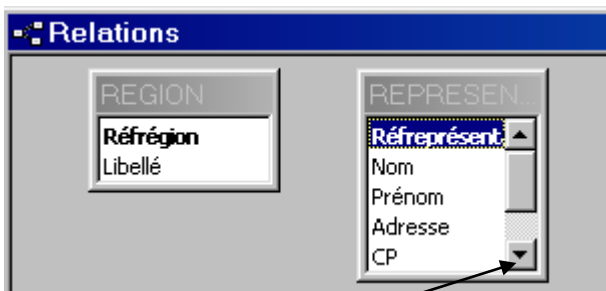 Relations
REGION
Réfrégion
Libellé
REPRESEN...
Réfreprésent.
Nom
Prénom
Adresse
CP